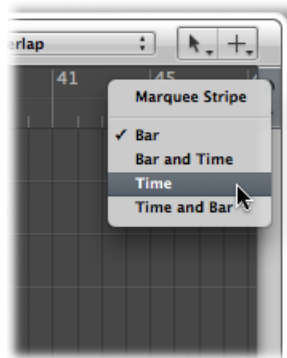 erlap
41
45
Marquee Stripe
✓ Bar
Bar and Time
Time
Time and Bar